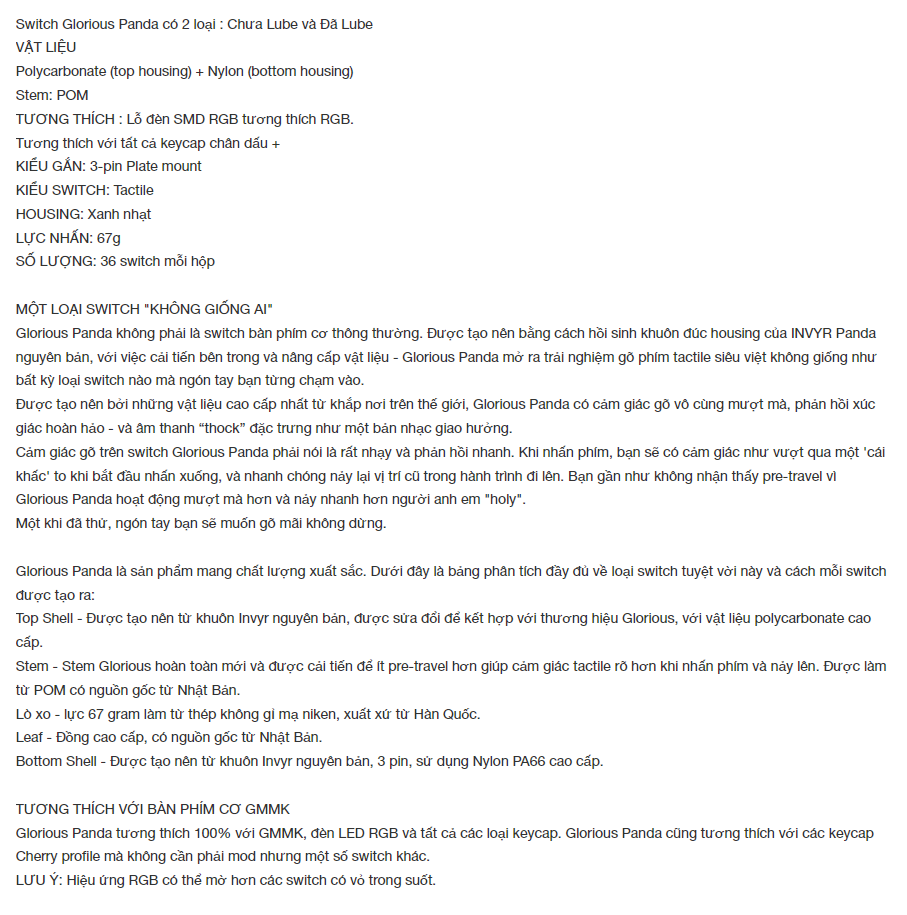 Switch Glorious Panda có 2 loại : Chưa Lube và Đã Lube
VẬT LIỆU
Polycarbonate (top housing) + Nylon (bottom housing)
Stem: POM
TƯƠNG THÍCH : Lỗ đèn SMD RGB tương thích RGB.
Tương thích với tất cả keycap chân dấu +
KIỂU GẮN: 3-pin Plate mount
KIỂU SWITCH: Tactile
HOUSING: Xanh nhạt
LỰC NHẤN: 67g
SỐ LƯỢNG: 36 switch mỗi hộp
MỘT LOẠI SWITCH "KHÔNG GIỐNG AI"
Glorious Panda không phải là switch bàn phím cơ thông thường. Được tạo nên bằng cách hồi sinh khuôn đúc housing của INVYR Panda
nguyên bản, với việc cải tiến bên trong và nâng cấp vật liệu - Glorious Panda mở ra trải nghiệm gõ phím tactile siêu việt không giống như
bất kỳ loại switch nào mà ngón tay bạn từng chạm vào.
Được tạo nên bởi những vật liệu cao cấp nhất từ khắp nơi trên thế giới, Glorious Panda có cảm giác gõ vô cùng mượt mà, phản hồi xúc
giác hoàn hảo - và âm thanh “thock” đặc trưng như một bản nhạc giao hưởng.
Cảm giác gõ trên switch Glorious Panda phải nói là rất nhạy và phản hồi nhanh. Khi nhấn phím, bạn sẽ có cảm giác như vượt qua một 'cái
khấc' to khi bắt đầu nhấn xuống, và nhanh chóng nảy lại vị trí cũ trong hành trình đi lên. Bạn gần như không nhận thấy pre-travel vì
Glorious Panda hoạt động mượt mà hơn và nảy nhanh hơn người anh em "holy".
Một khi đã thử, ngón tay bạn sẽ muốn gõ mãi không dừng.
Glorious Panda là sản phẩm mang chất lượng xuất sắc. Dưới đây là bảng phân tích đầy đủ về loại switch tuyệt vời này và cách mỗi switch
được tạo ra:
Top Shell - Được tạo nên từ khuôn Invyr nguyên bản, được sửa đổi để kết hợp với thương hiệu Glorious, với vật liệu polycarbonate cao
cấp.
Stem - Stem Glorious hoàn toàn mới và được cải tiến để ít pre-travel hơn giúp cảm giác tactile rõ hơn khi nhấn phím và nảy lên. Được làm
từ POM có nguồn gốc từ Nhật Bản.
Lò xo - lực 67 gram làm từ thép không gỉ mạ niken, xuất xứ từ Hàn Quốc.
Leaf - Đồng cao cấp, có nguồn gốc từ Nhật Bản.
Bottom Shell - Được tạo nên từ khuôn Invyr nguyên bản, 3 pin, sử dụng Nylon PA66 cao cấp.
TƯƠNG THÍCH VỚI BÀN PHÍM CƠ GMMK
Glorious Panda tương thích 100% với GMMK, đèn LED RGB và tất cả các loại keycap. Glorious Panda cũng tương thích với các keycap
Cherry profile mà không cần phải mod nhưng một số switch khác.
LƯU Ý: Hiệu ứng RGB có thể mờ hơn các switch có vỏ trong suốt.